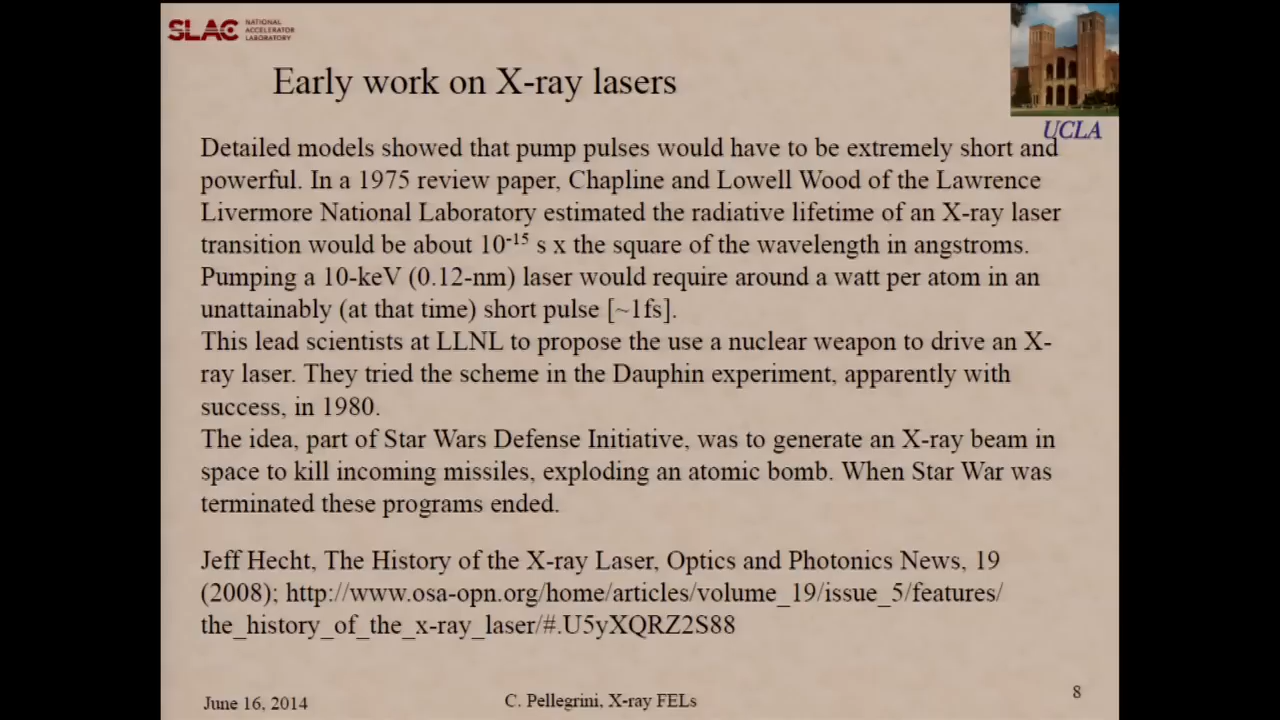 SLAC NATIONAL
ACCELERATOR
LABORATORY
Early work on X-ray lasers
UCLA
Detailed models showed that pump pulses would have to be extremely short and
powerful. In a 1975 review paper, Chapline and Lowell Wood of the Lawrence
Livermore National Laboratory estimated the radiative lifetime of an X-ray laser
transition would be about 10⁻¹⁵ s x the square of the wavelength in angstroms.
Pumping a 10-keV (0.12-nm) laser would require around a watt per atom in an
unattainably (at that time) short pulse [~1fs].
This lead scientists at LLNL to propose the use a nuclear weapon to drive an X-
ray laser. They tried the scheme in the Dauphin experiment, apparently with
success, in 1980.
The idea, part of Star Wars Defense Initiative, was to generate an X-ray beam in
space to kill incoming missiles, exploding an atomic bomb. When Star War was
terminated these programs ended.
Jeff Hecht, The History of the X-ray Laser, Optics and Photonics News, 19
(2008); http://www.osa-opn.org/home/articles/volume_19/issue_5/features/
the_history_of_the_x-ray_laser/#.U5yXQRZ2S88
June 16, 2014
C. Pellegrini, X-ray FELs
8